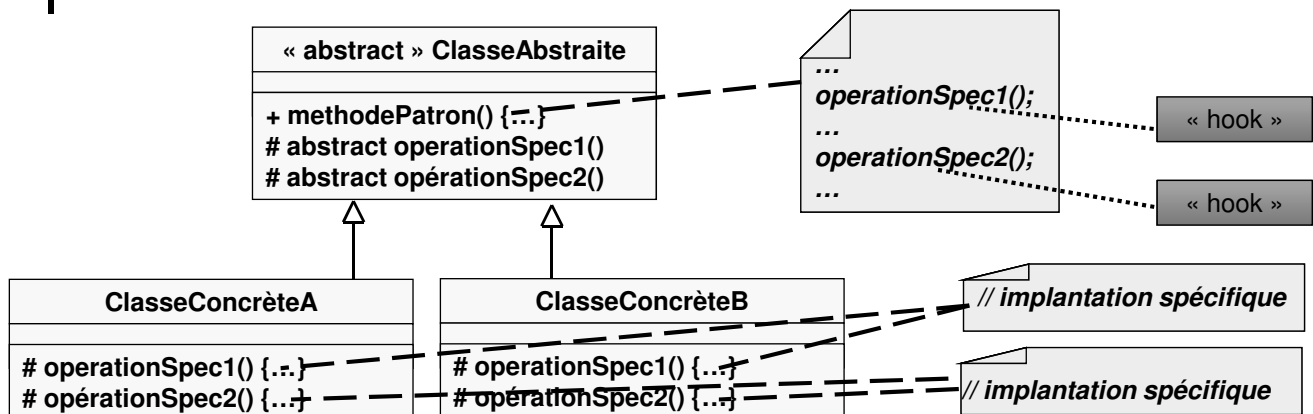 « abstract » ClasseAbstraite
+ methodePatron() {…}
# abstract operationSpec1()
# abstract opérationSpec2()
…
operationSpec1();
…
operationSpec2();
…
« hook »
« hook »
ClasseConcrèteA
# operationSpec1() {…}
# opérationSpec2() {…}
ClasseConcrèteB
# operationSpec1() {…}
# opérationSpec2() {…}
// implantation spécifique
// implantation spécifique